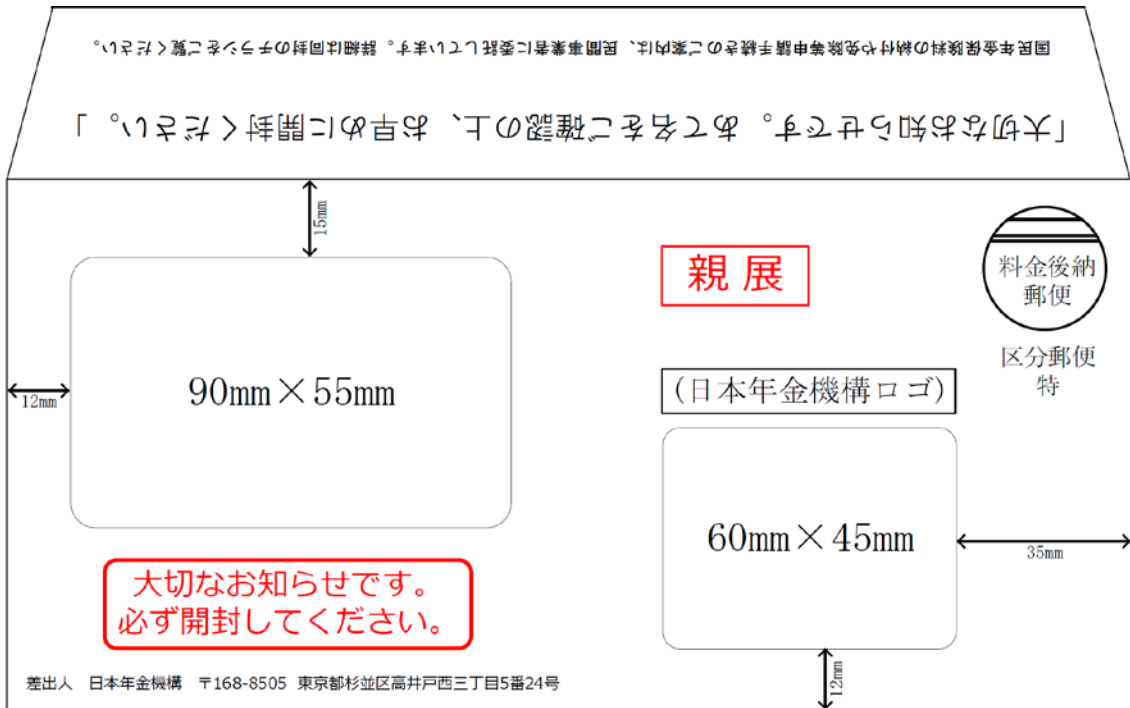 国民年金保険料の納付や免除等申請手続きのご案内は、民間事業者に委託しています。詳細は同封のチラシをご覧ください。
「大切なお知らせです。あて名をご確認の上、お早めに開封ください。」
15mm
親展
料金後納
郵便
区分郵便
特
12mm
90mm×55mm
(日本年金機構ロゴ)
60mm×45mm
35mm
大切なお知らせです。
必ず開封してください。
12mm
差出人 日本年金機構 〒168-8505 東京都杉並区高井戸西三丁目5番24号